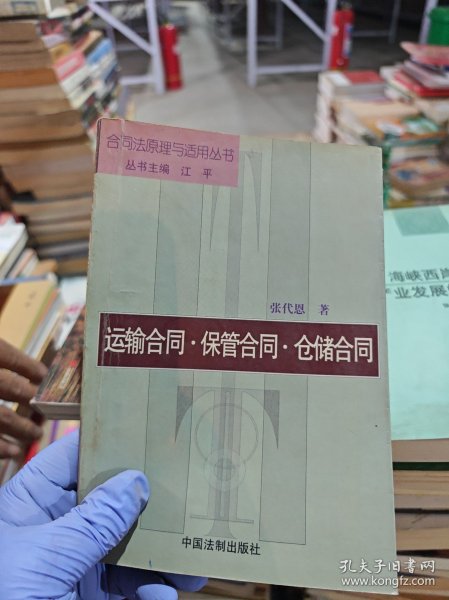 合同法原理与适用丛书
丛书主编 江 平
张代恩 著
运输合同·保管合同·仓储合同
中国法制出版社
海峡西岸
业发展
孔夫子旧书网
www.kongfz.com